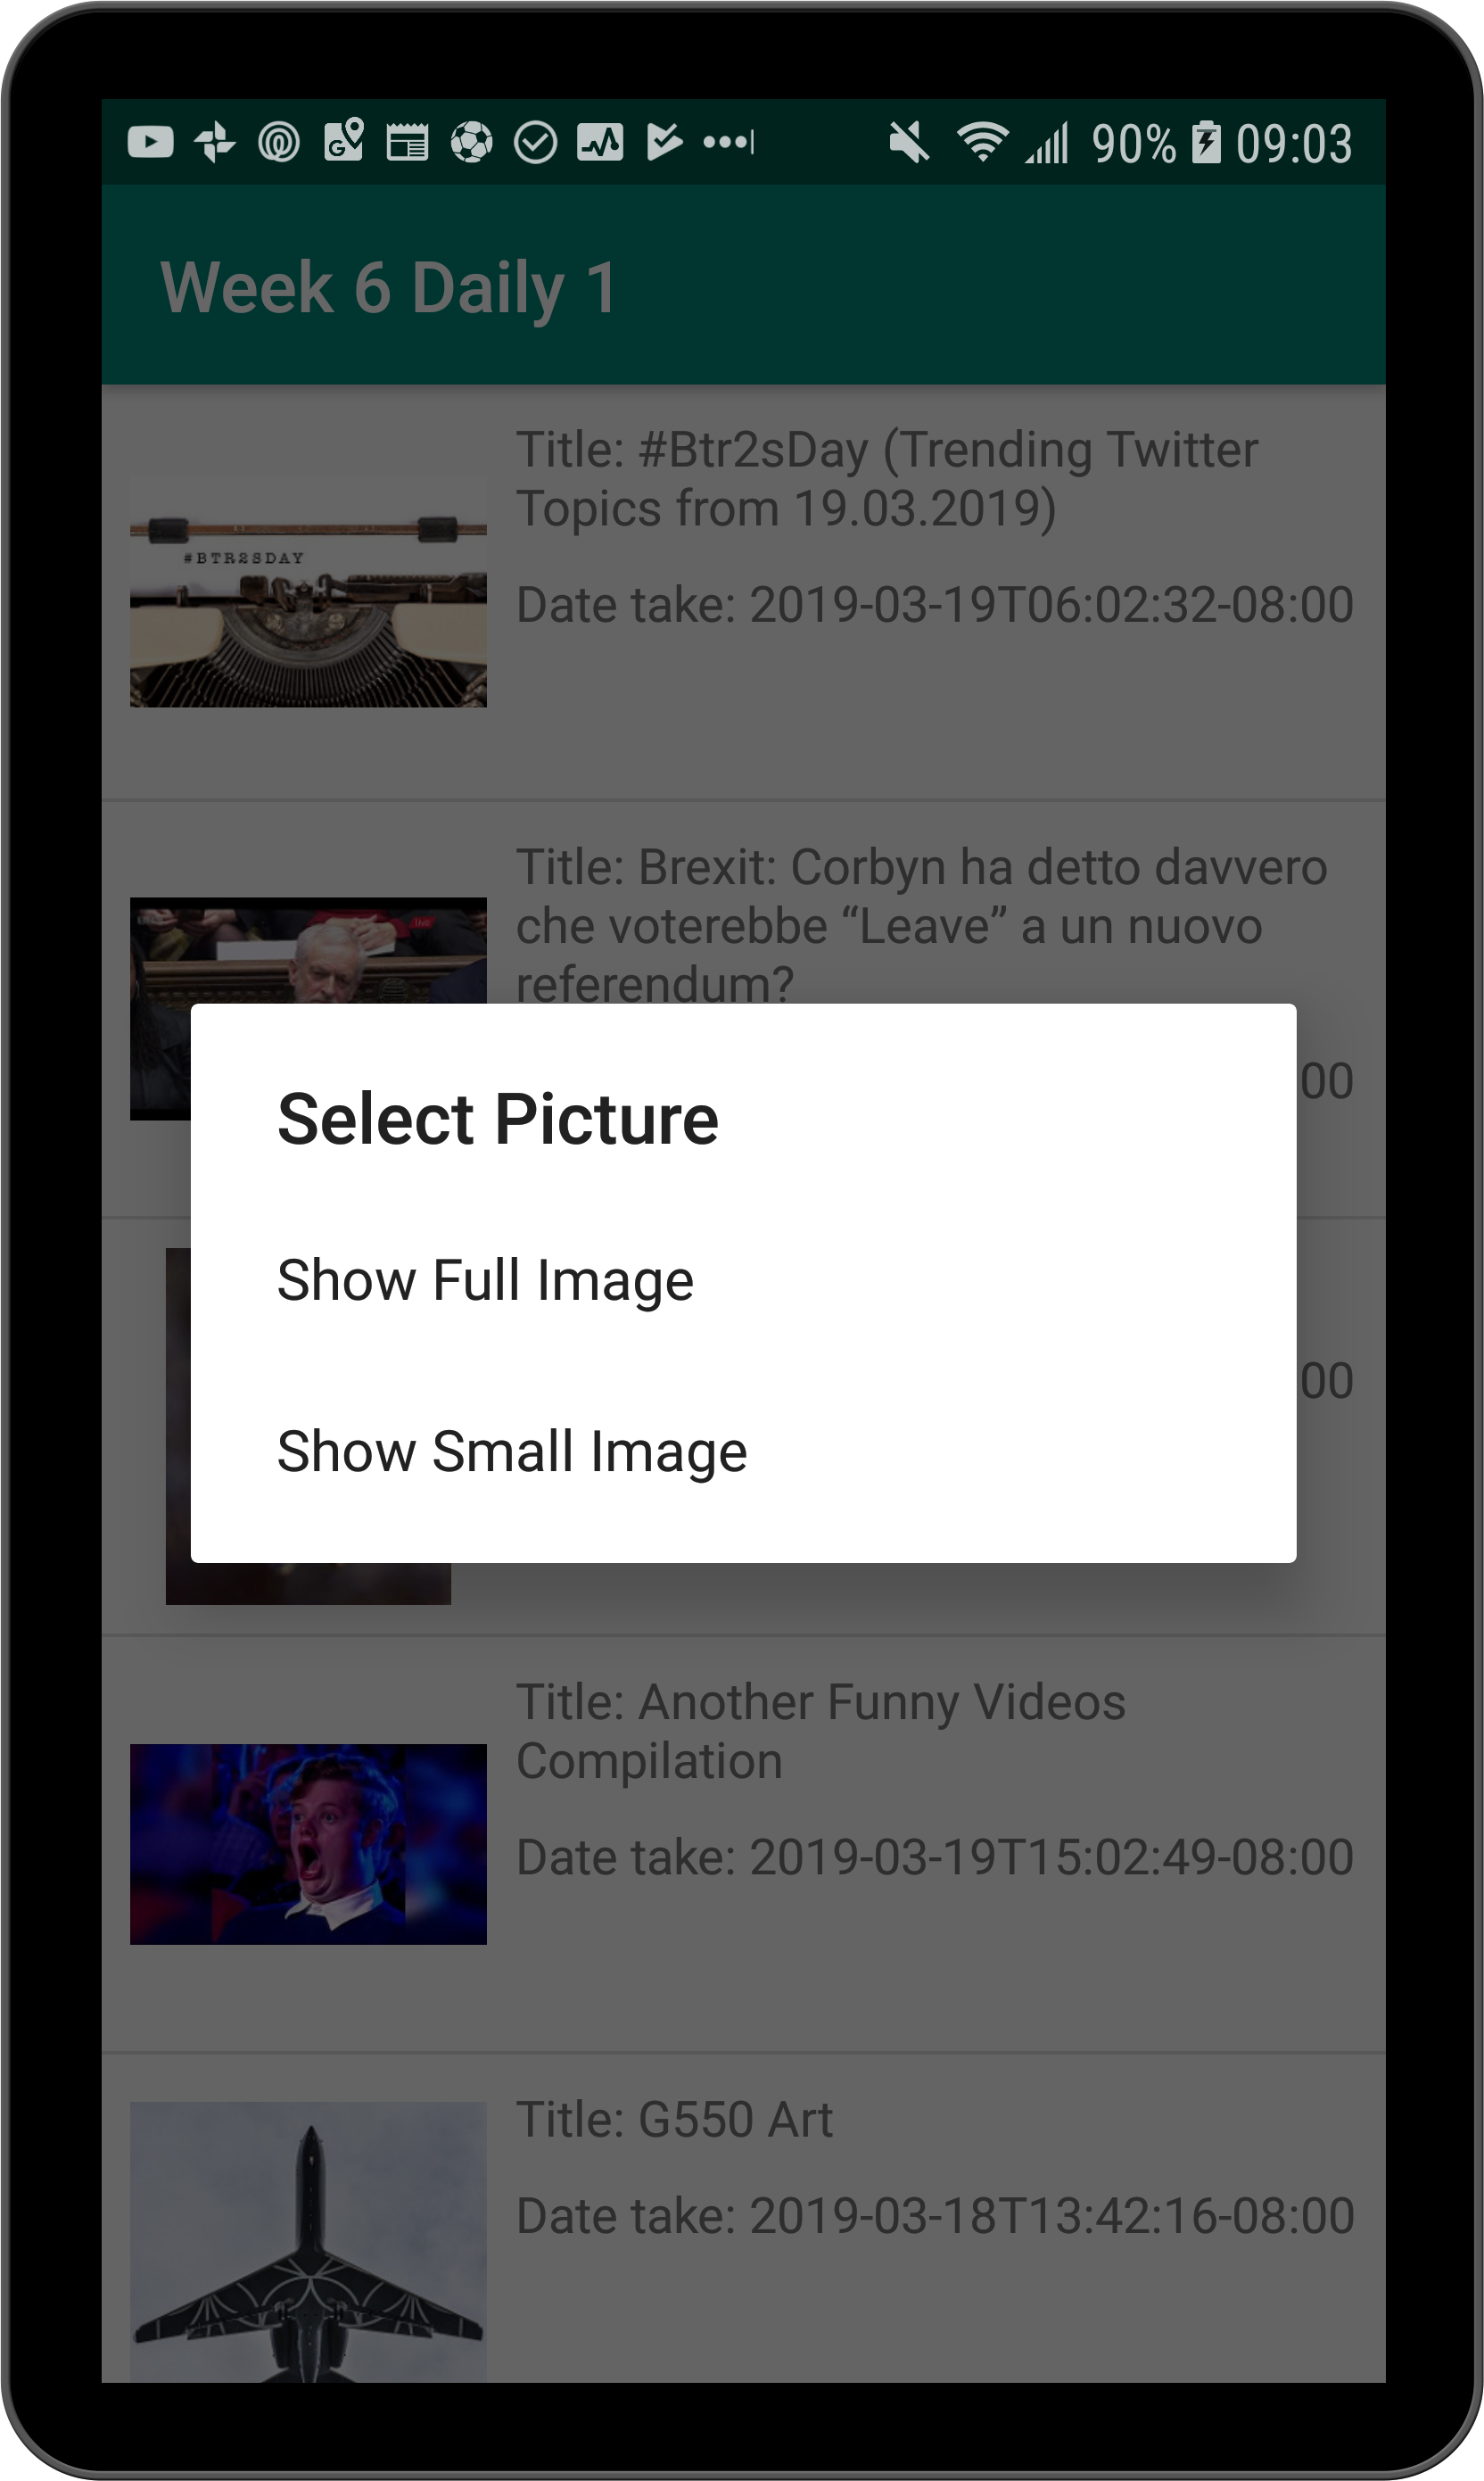 90% 09:03
Week 6 Daily 1
Title: #Btr2sDay (Trending Twitter
Topics from 19.03.2019)
#BTR2SDAY
Date take: 2019-03-19T06:02:32-08:00
Title: Brexit: Corbyn ha detto davvero
che voterebbe “Leave” a un nuovo
referendum?
live
00
Select Picture
Show Full Image
00
Show Small Image
Title: Another Funny Videos
Compilation
Date take: 2019-03-19T15:02:49-08:00
Title: G550 Art
Date take: 2019-03-18T13:42:16-08:00